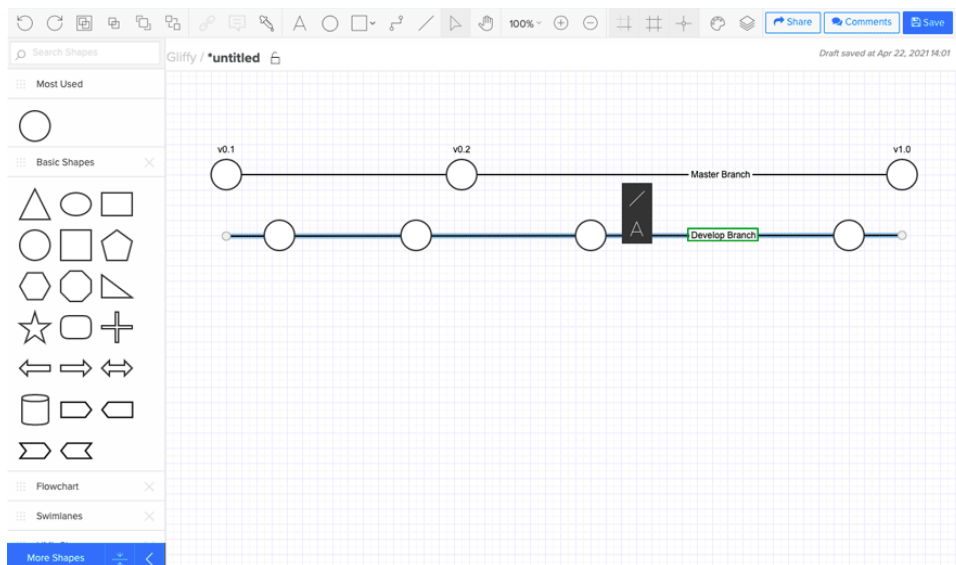 100%
Share
Comments
Save
Search Shapes
Gliffy / *untitled
Draft saved at Apr 22, 2021 14:01
Most Used
Basic Shapes
v0.1
v0.2
v1.0
Master Branch
A
Develop Branch
Flowchart
Swimlanes
More Shapes